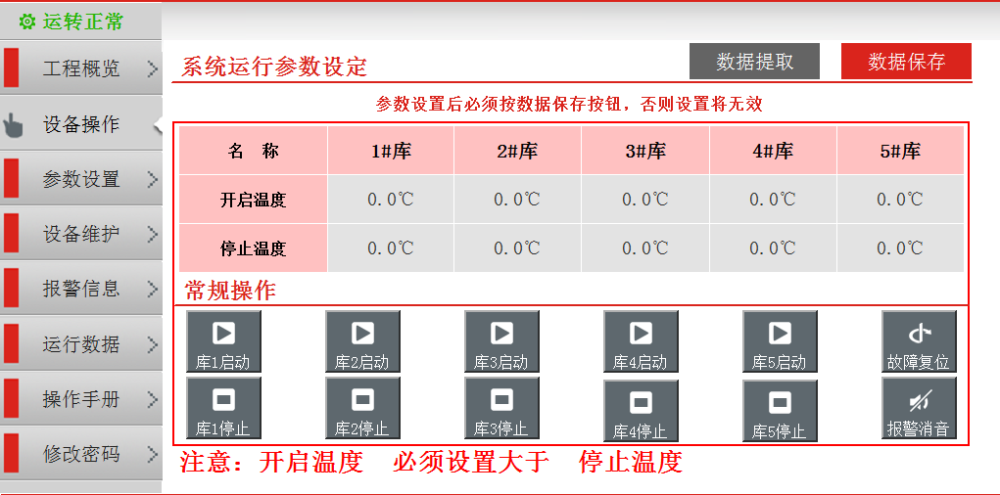 运转正常
工程概览
设备操作
参数设置
设备维护
报警信息
运行数据
操作手册
修改密码
系统运行参数设定 数据提取 数据保存
参数设置后必须按数据保存按钮，否则设置将无效
名 称 1#库 2#库 3#库 4#库 5#库
开启温度 0.0℃ 0.0℃ 0.0℃ 0.0℃ 0.0℃
停止温度 0.0℃ 0.0℃ 0.0℃ 0.0℃ 0.0℃
常规操作
库1启动 库2启动 库3启动 库4启动 库5启动 故障复位
库1停止 库2停止 库3停止 库4停止 库5停止 报警消音
注意：开启温度 必须设置大于 停止温度